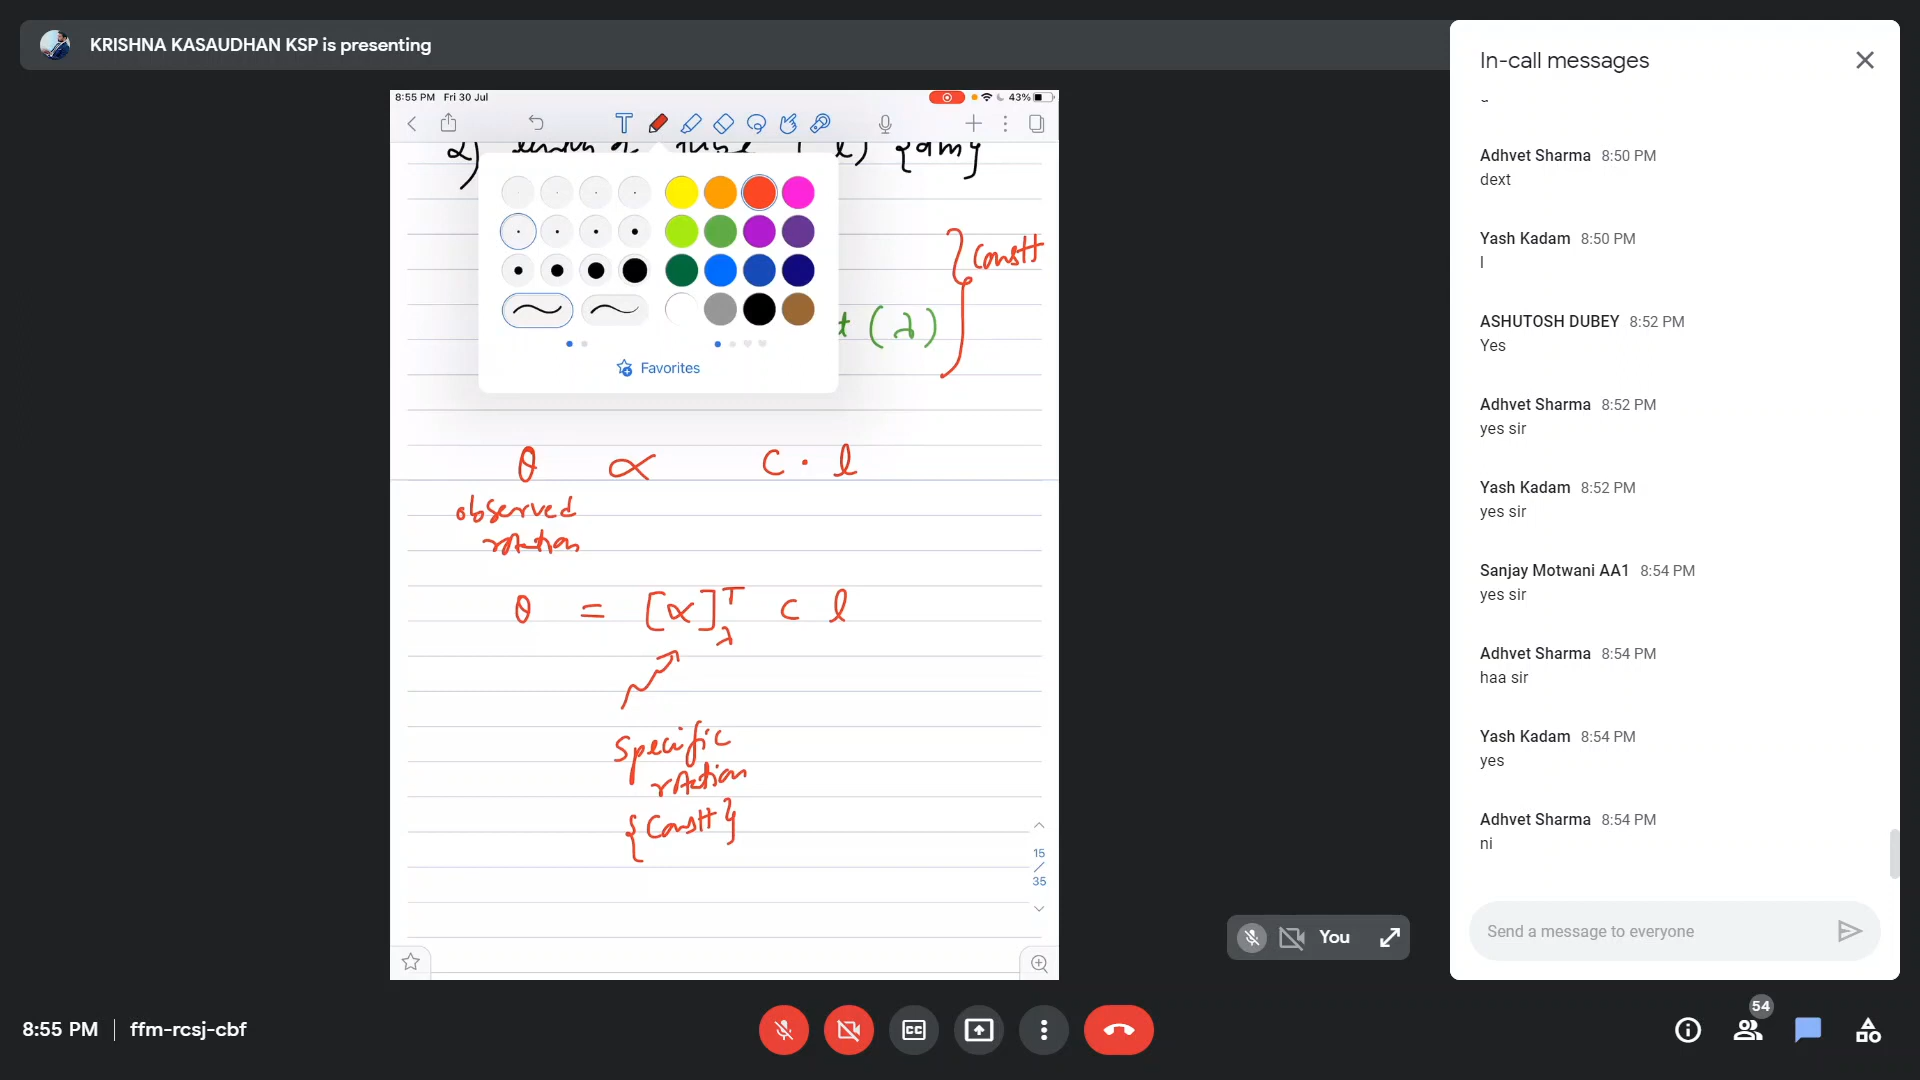 KRISHNA KASAUDHAN KSP is presenting
8:55 PM Fri 30 Jul
43%
T
2) (l) {dm}
Constt
t (λ)
Favorites
θ ∝ c · l
observed
rotation
θ = [α]Tλ c l
Specific
rotation
{Constt}
15
35
In-call messages
Adhvet Sharma 8:50 PM
dext
Yash Kadam 8:50 PM
l
ASHUTOSH DUBEY 8:52 PM
Yes
Adhvet Sharma 8:52 PM
yes sir
Yash Kadam 8:52 PM
yes sir
Sanjay Motwani AA1 8:54 PM
yes sir
Adhvet Sharma 8:54 PM
haa sir
Yash Kadam 8:54 PM
yes
Adhvet Sharma 8:54 PM
ni
Send a message to everyone
You
8:55 PM | ffm-rcsj-cbf
CC
54